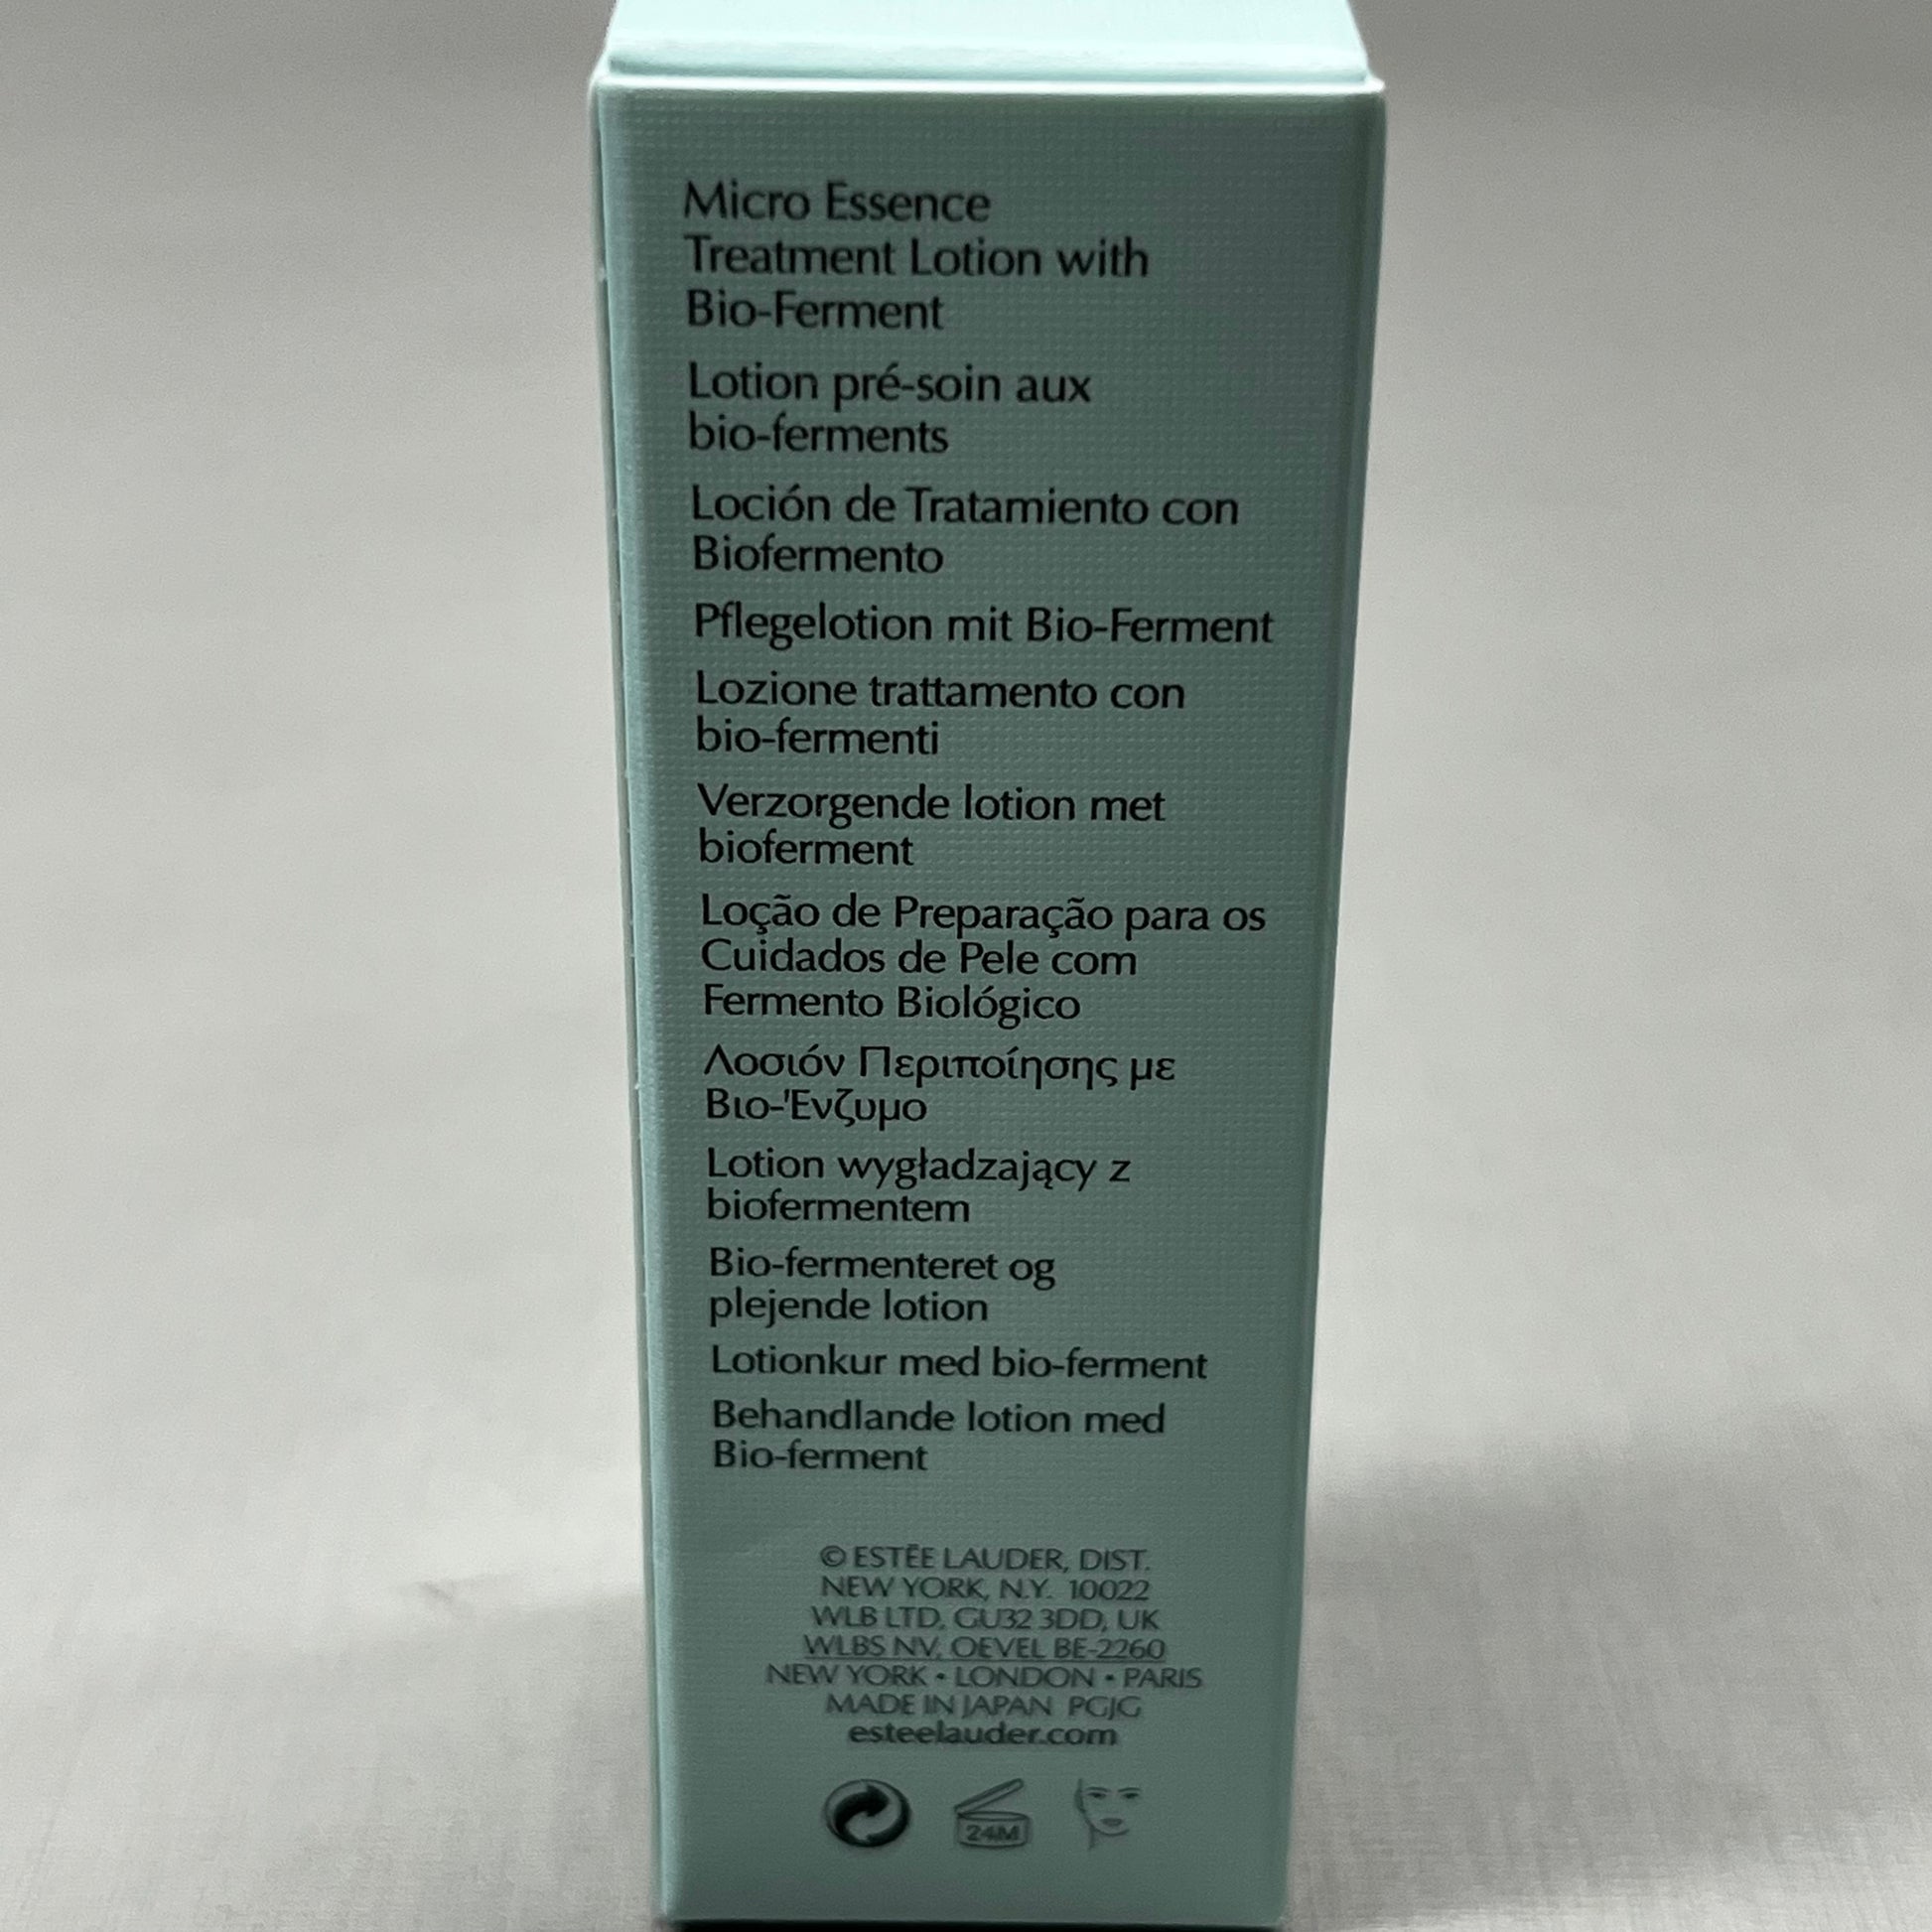 Micro Essence
Treatment Lotion with
Bio-Ferment
Lotion pré-soin aux
bio-ferments
Loción de Tratamiento con
Biofermento
Pflegelotion mit Bio-Ferment
Lozione trattamento con
bio-fermenti
Verzorgende lotion met
bioferment
Loção de Preparação para os
Cuidados de Pele com
Fermento Biológico
Λοσιόν Περιποίησης με
Βιο-Ένζυμο
Lotion wygładzający z
biofermentem
Bio-fermenteret og
plejende lotion
Lotionkur med bio-ferment
Behandlande lotion med
Bio-ferment
© ESTĒE LAUDER, DIST.
NEW YORK, N.Y. 10022
WLB LTD, GU32 3DD, UK
WLBS NV, OEVEL BE-2260
NEW YORK • LONDON • PARIS
MADE IN JAPAN PGJG
esteelauder.com
24M